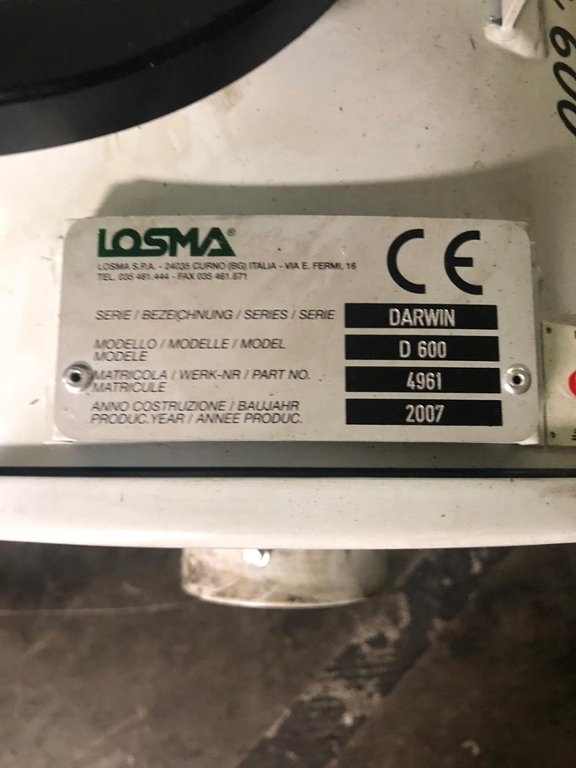 600
LOSMA®
LOSMA S.P.A. - 24035 CURNO (BG) ITALIA - VIA E. FERMI, 16
TEL. 035 461.444 - FAX 035 461.671
CE
SERIE / BEZEICHNUNG / SERIES / SERIE DARWIN
MODELLO / MODELLE / MODEL
MODELE D 600
MATRICOLA / WERK-NR / PART NO.
MATRICULE 4961
ANNO COSTRUZIONE / BAUJAHR
PRODUC.YEAR / ANNEE PRODUC. 2007